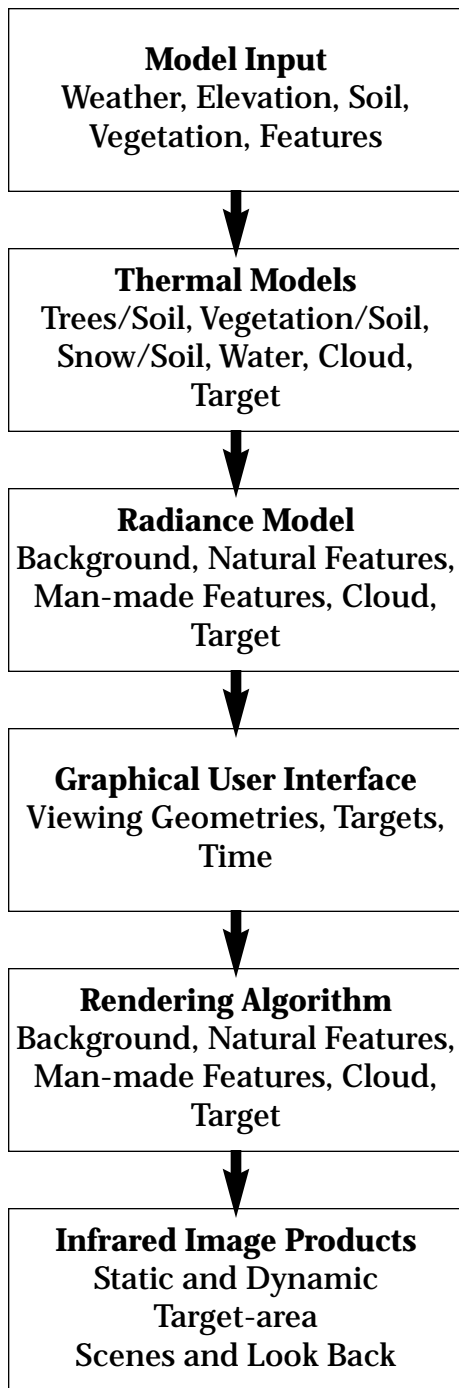 Model Input
Weather, Elevation, Soil,
Vegetation, Features
Thermal Models
Trees/Soil, Vegetation/Soil,
Snow/Soil, Water, Cloud,
Target
Radiance Model
Background, Natural Features,
Man-made Features, Cloud,
Target
Graphical User Interface
Viewing Geometries, Targets,
Time
Rendering Algorithm
Background, Natural Features,
Man-made Features, Cloud,
Target
Infrared Image Products
Static and Dynamic
Target-area
Scenes and Look Back